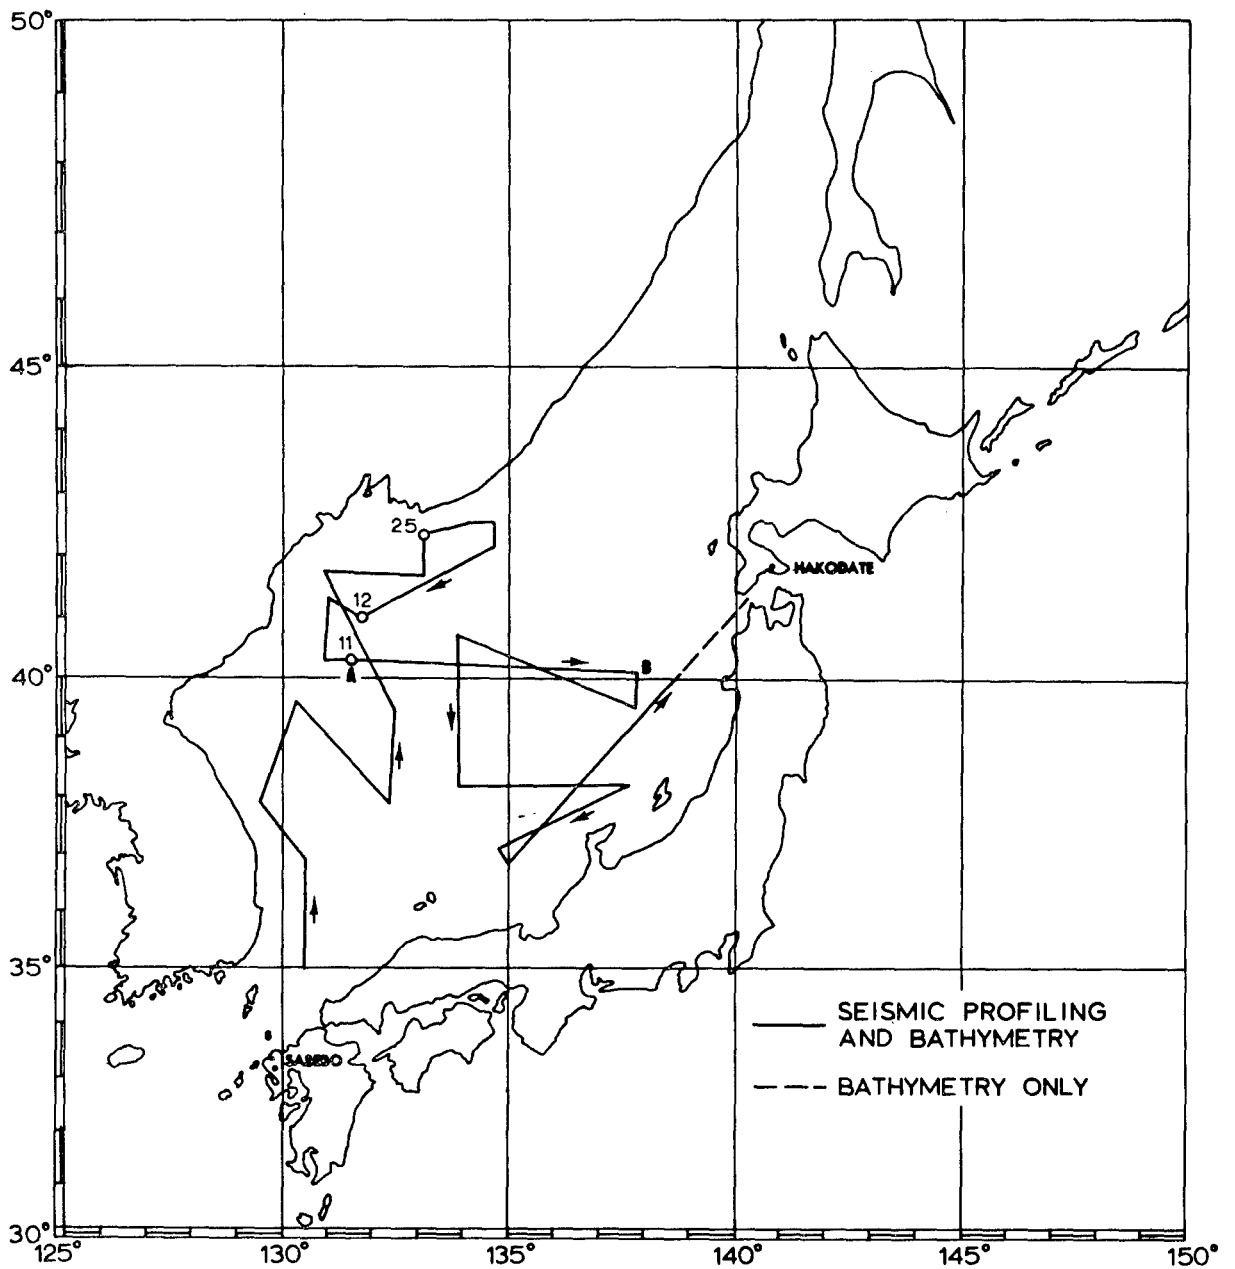 50°
45°
25
HAKODATE
12
11
B
40°
A
35°
SEISMIC PROFILING
AND BATHYMETRY
SASEBO
BATHYMETRY ONLY
30°
125° 130° 135° 140° 145° 150°